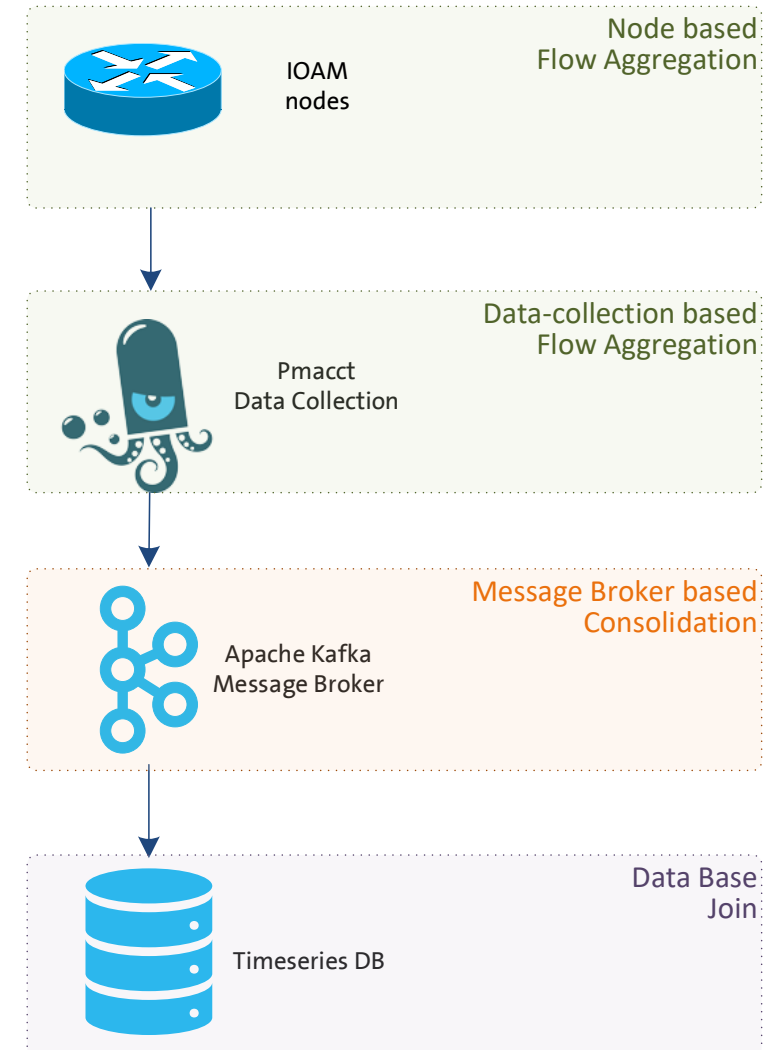 Node based
Flow Aggregation
IOAM
nodes
Data-collection based
Flow Aggregation
Pmacct
Data Collection
Message Broker based
Consolidation
Apache Kafka
Message Broker
Data Base
Join
Timeseries DB